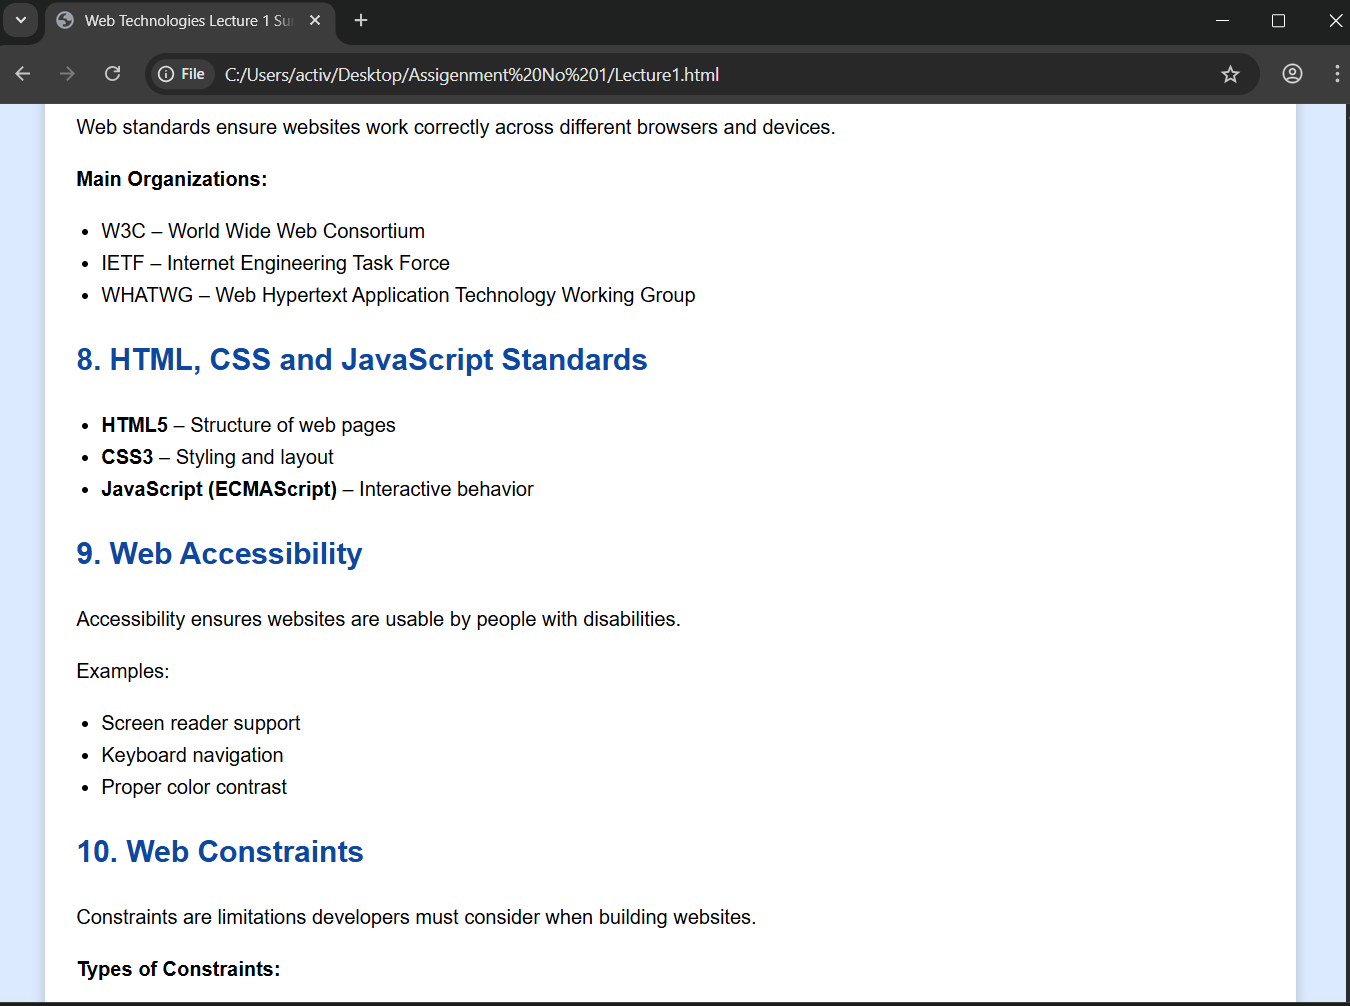 Web Technologies Lecture 1 Su
File
C:/Users/activ/Desktop/Assigenment%20No%201/Lecture1.html
Web standards ensure websites work correctly across different browsers and devices.
Main Organizations:
• W3C – World Wide Web Consortium
• IETF – Internet Engineering Task Force
• WHATWG – Web Hypertext Application Technology Working Group
8. HTML, CSS and JavaScript Standards
• HTML5 – Structure of web pages
• CSS3 – Styling and layout
• JavaScript (ECMAScript) – Interactive behavior
9. Web Accessibility
Accessibility ensures websites are usable by people with disabilities.
Examples:
• Screen reader support
• Keyboard navigation
• Proper color contrast
10. Web Constraints
Constraints are limitations developers must consider when building websites.
Types of Constraints: